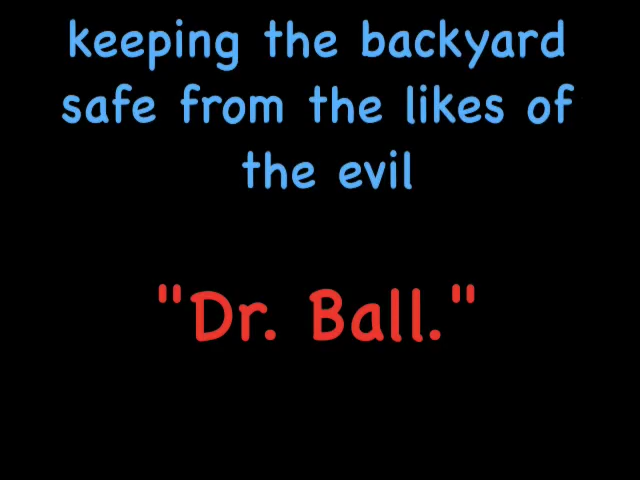 keeping the backyard
safe from the likes of
the evil
"Dr. Ball."